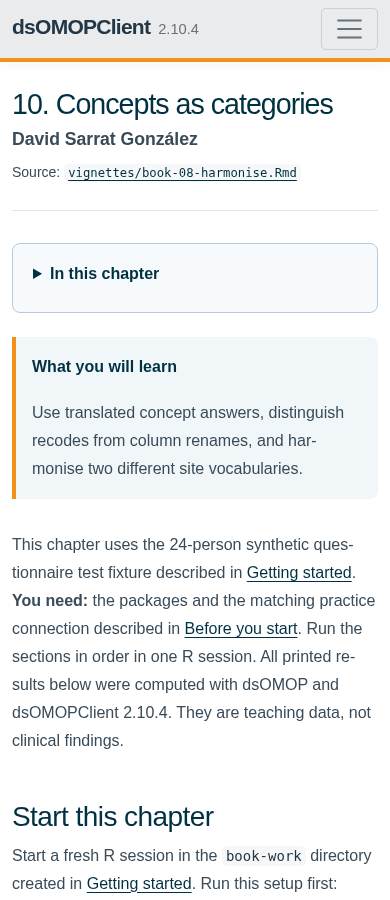 dsOMOPClient 2.10.4
10. Concepts as categories
David Sarrat González
Source: vignettes/book-08-harmonise.Rmd
In this chapter
What you will learn
Use translated concept answers, distinguish
recodes from column renames, and har-
monise two different site vocabularies.
This chapter uses the 24-person synthetic ques-
tionnaire test fixture described in Getting started.
You need: the packages and the matching practice
connection described in Before you start. Run the
sections in order in one R session. All printed re-
sults below were computed with dsOMOP and
dsOMOPClient 2.10.4. They are teaching data, not
clinical findings.
Start this chapter
Start a fresh R session in the book-work directory
created in Getting started. Run this setup first: